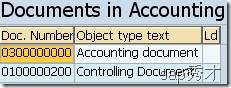 Documents in Accounting
Doc. Number Object type text Ld
0300000000 Accounting document
0100000200 Controlling Document